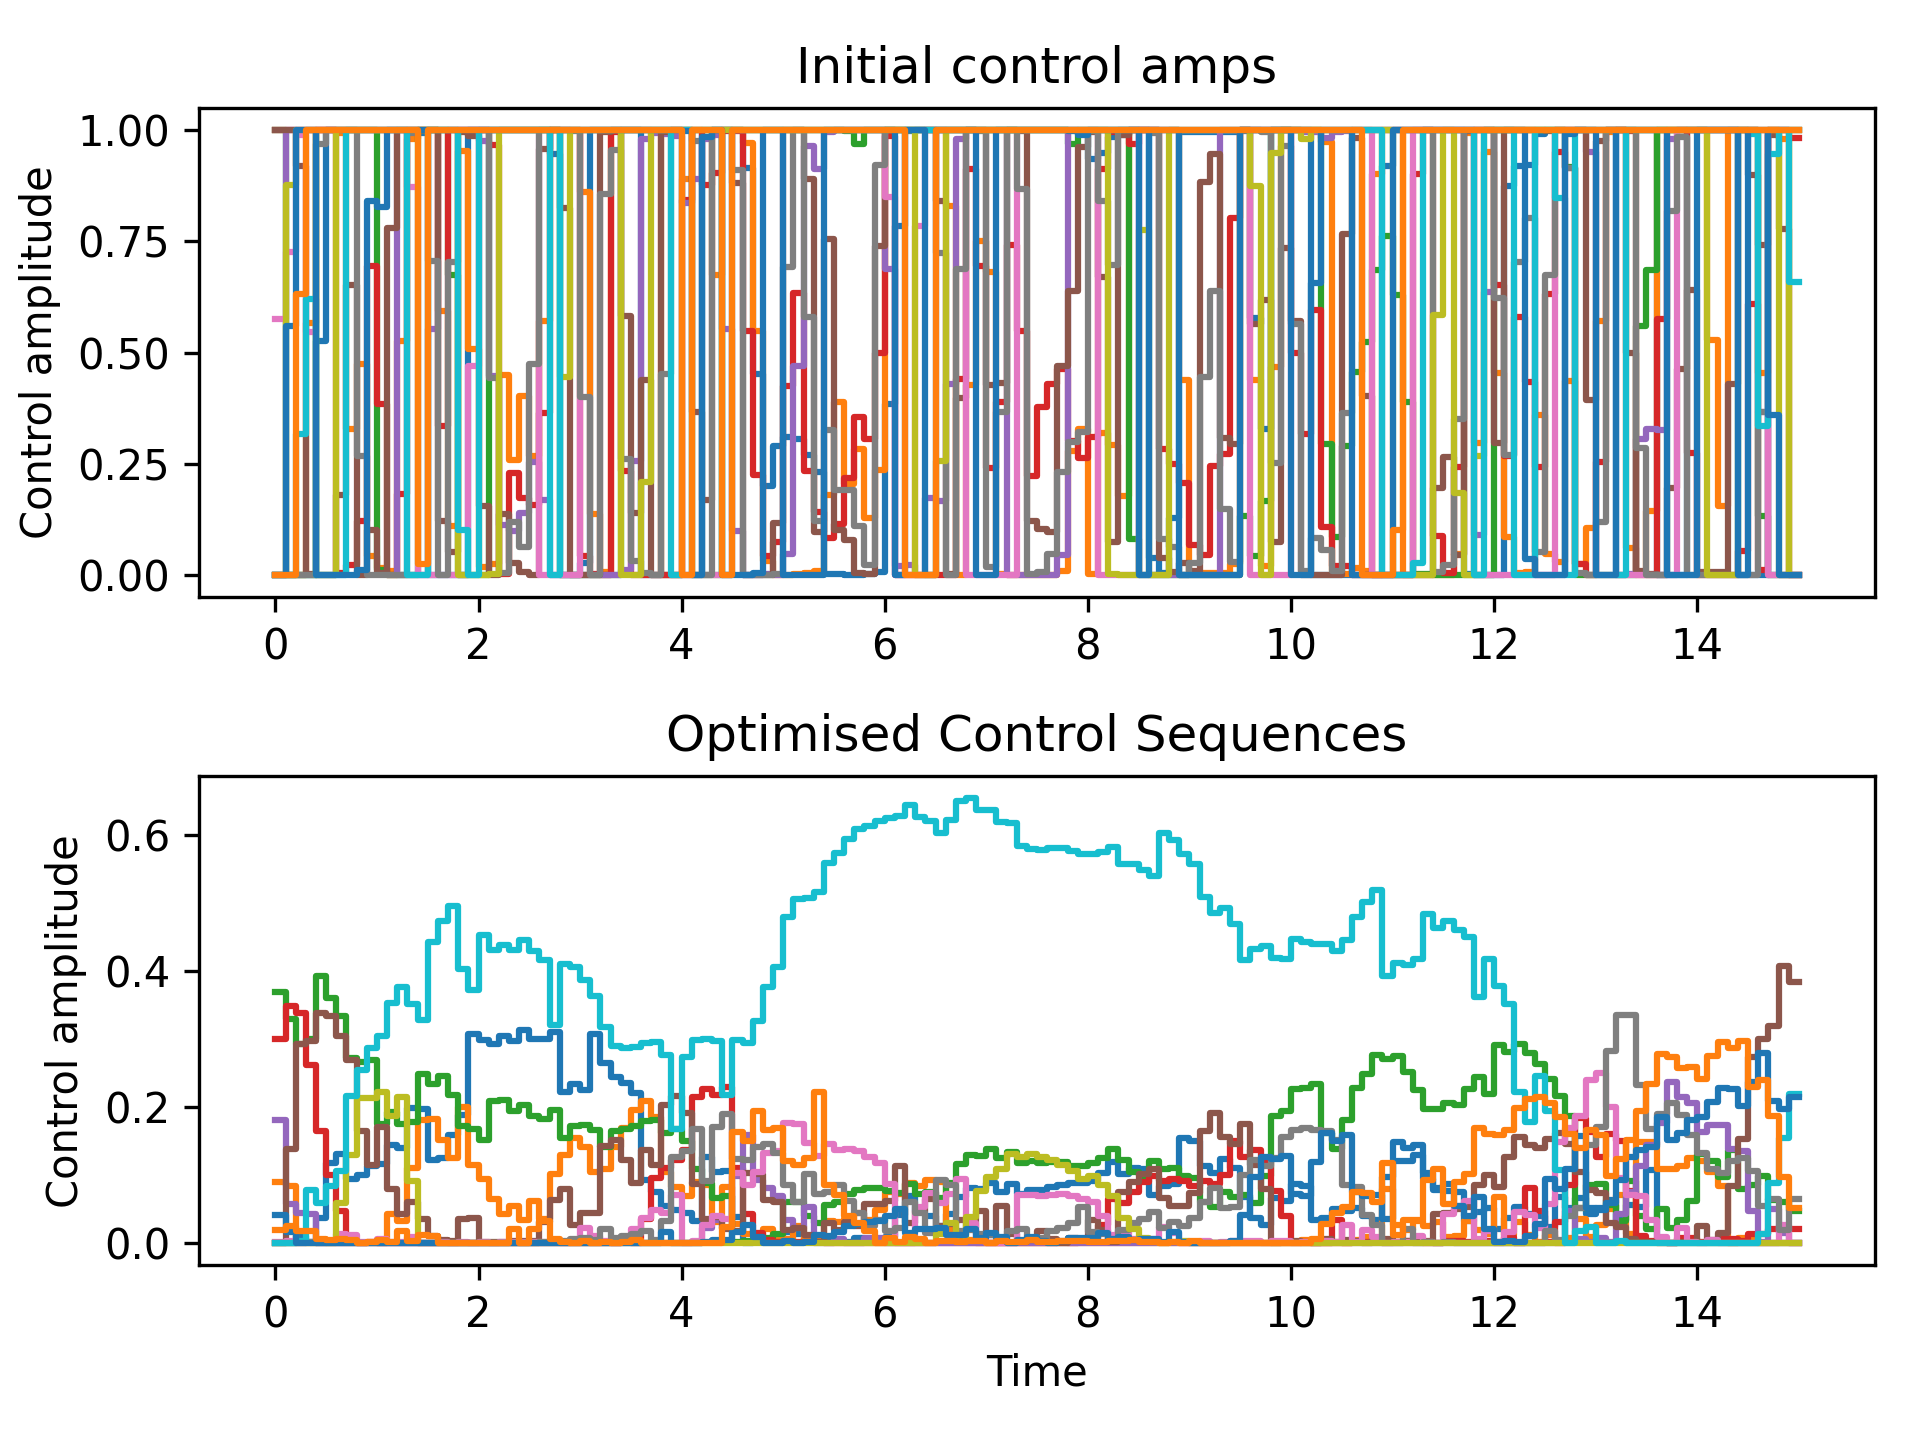 Initial control amps
Control amplitude
1.00
0.75
0.50
0.25
0.00
0 2 4 6 8 10 12 14
Optimised Control Sequences
Control amplitude
0.6
0.4
0.2
0.0
0 2 4 6 8 10 12 14
Time